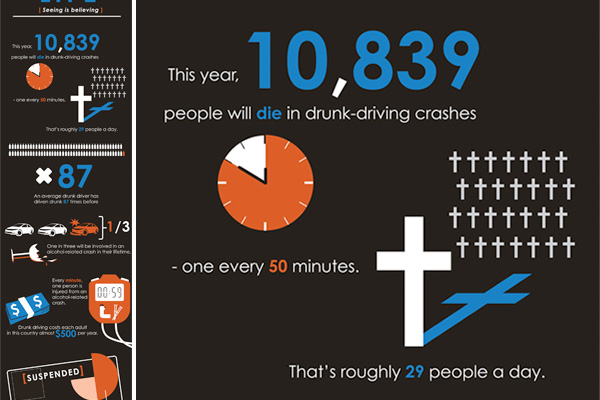 [ Seeing is believing ]
This year, 10,839
people will die in drunk-driving crashes
- one every 50 minutes.
That's roughly 29 people a day.
× 87
An average drunk driver has
driven drunk 87 times before
1/3
One in three will be involved in an
alcohol-related crash in their lifetime.
Every minute,
one person is
injured from an
alcohol-related
crash.
00:59
$ $
Drunk driving costs each adult
in this country almost $500 per year.
[SUSPENDED]
This year, 10,839
people will die in drunk-driving crashes
- one every 50 minutes.
That's roughly 29 people a day.